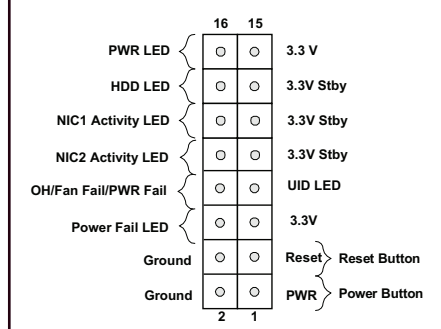 16 15
PWR LED 3.3 V
HDD LED 3.3V Stby
NIC1 Activity LED 3.3V Stby
NIC2 Activity LED 3.3V Stby
OH/Fan Fail/PWR Fail UID LED
Power Fail LED 3.3V
Ground Reset Reset Button
Ground PWR Power Button
2 1